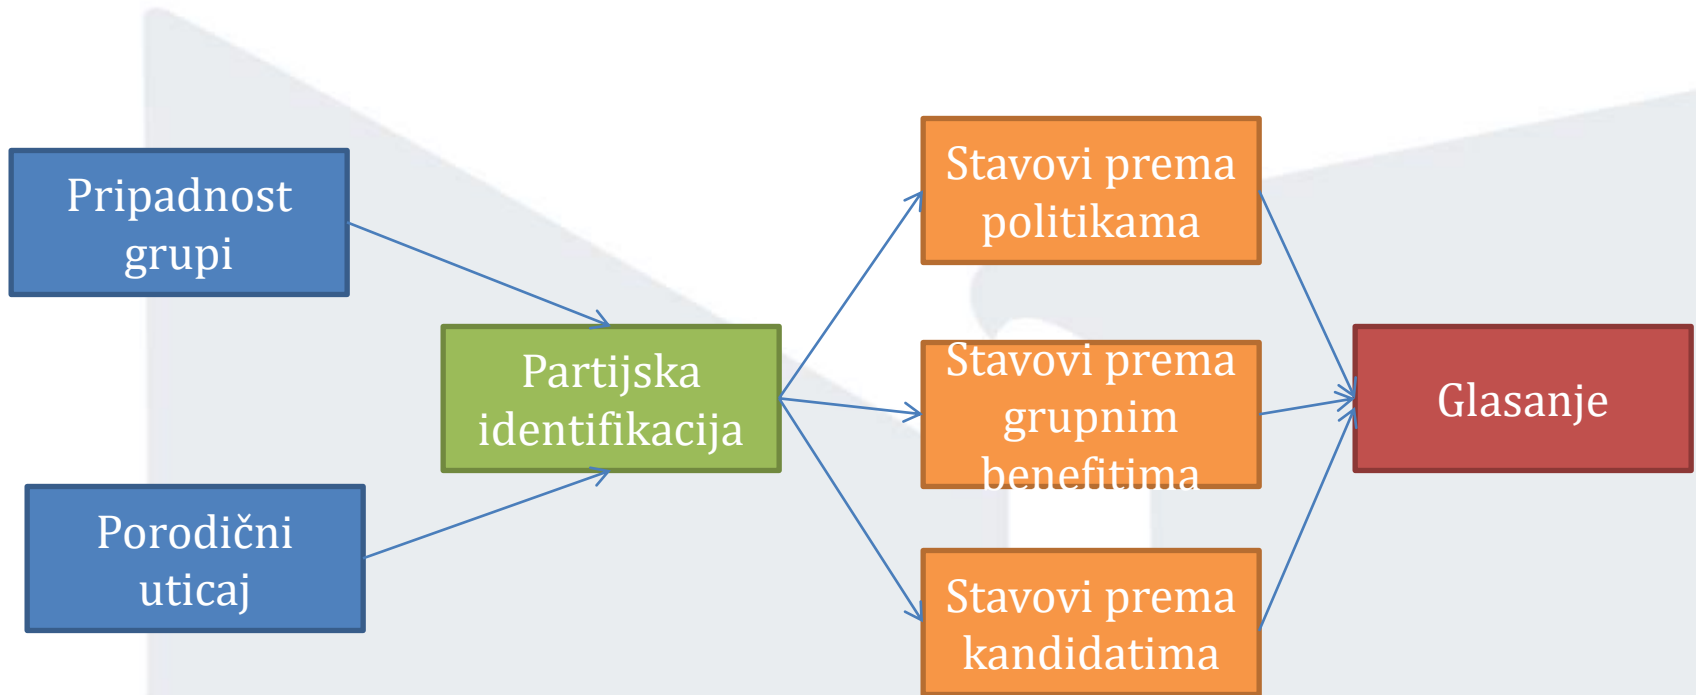 Pripadnost
grupi
Porodični
uticaj
Partijska
identifikacija
Stavovi prema
politikama
Stavovi prema
grupnim
benefitima
Stavovi prema
kandidatima
Glasanje